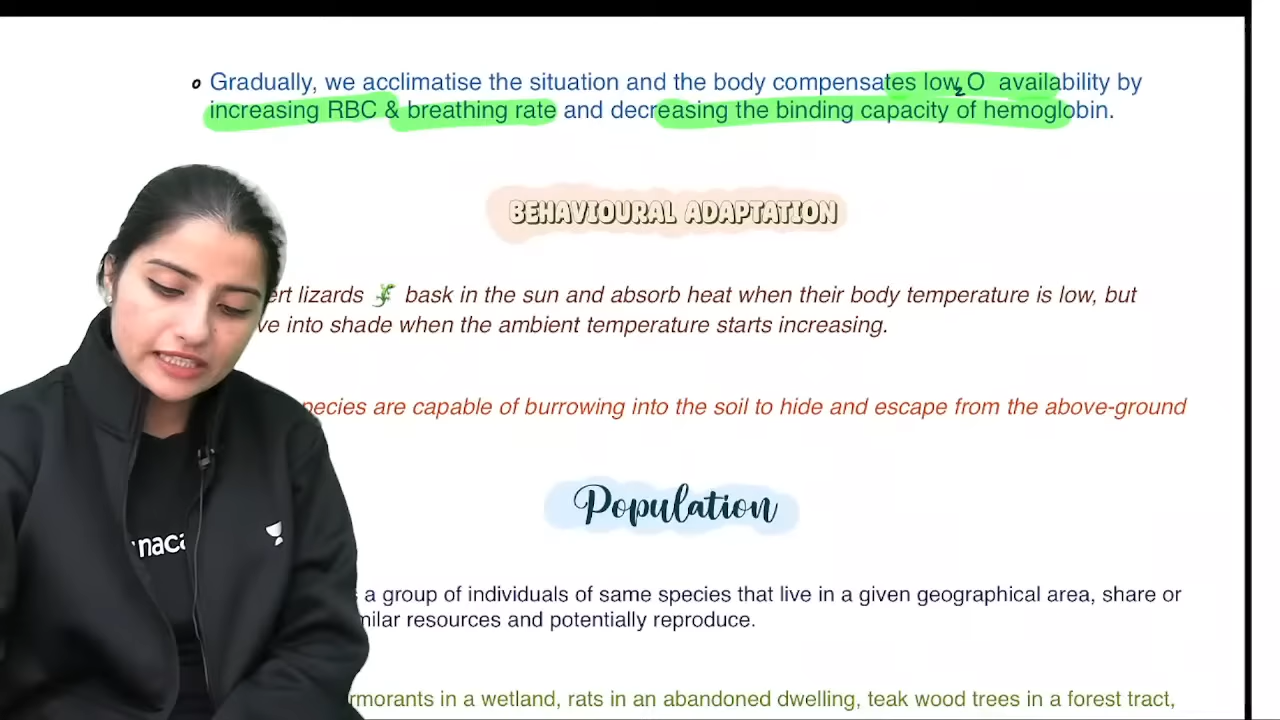 Gradually, we acclimatise the situation and the body compensates low O₂ availability by
increasing RBC & breathing rate and decreasing the binding capacity of hemoglobin.
BEHAVIOURAL ADAPTATION
lizards bask in the sun and absorb heat when their body temperature is low, but
into shade when the ambient temperature starts increasing.
are capable of burrowing into the soil to hide and escape from the above-ground
Population
a group of individuals of same species that live in a given geographical area, share or
resources and potentially reproduce.
in a wetland, rats in an abandoned dwelling, teak wood trees in a forest tract,